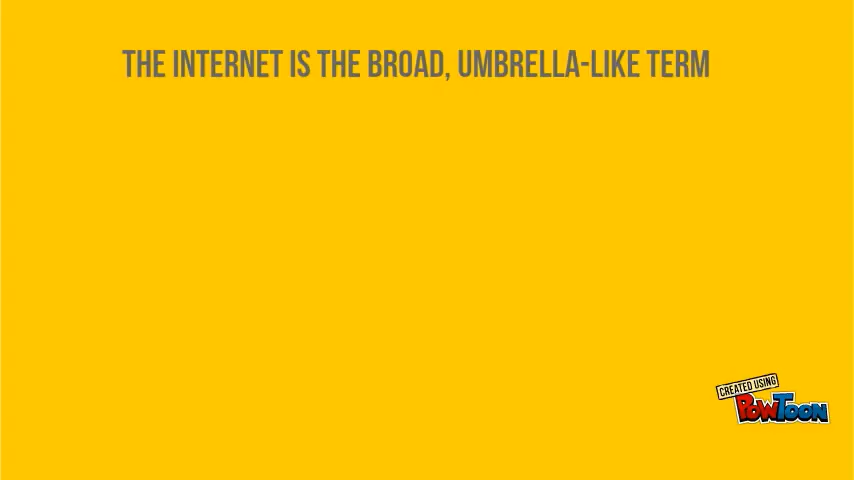 THE INTERNET IS THE BROAD, UMBRELLA-LIKE TERM
CREATED USING
POWTOON